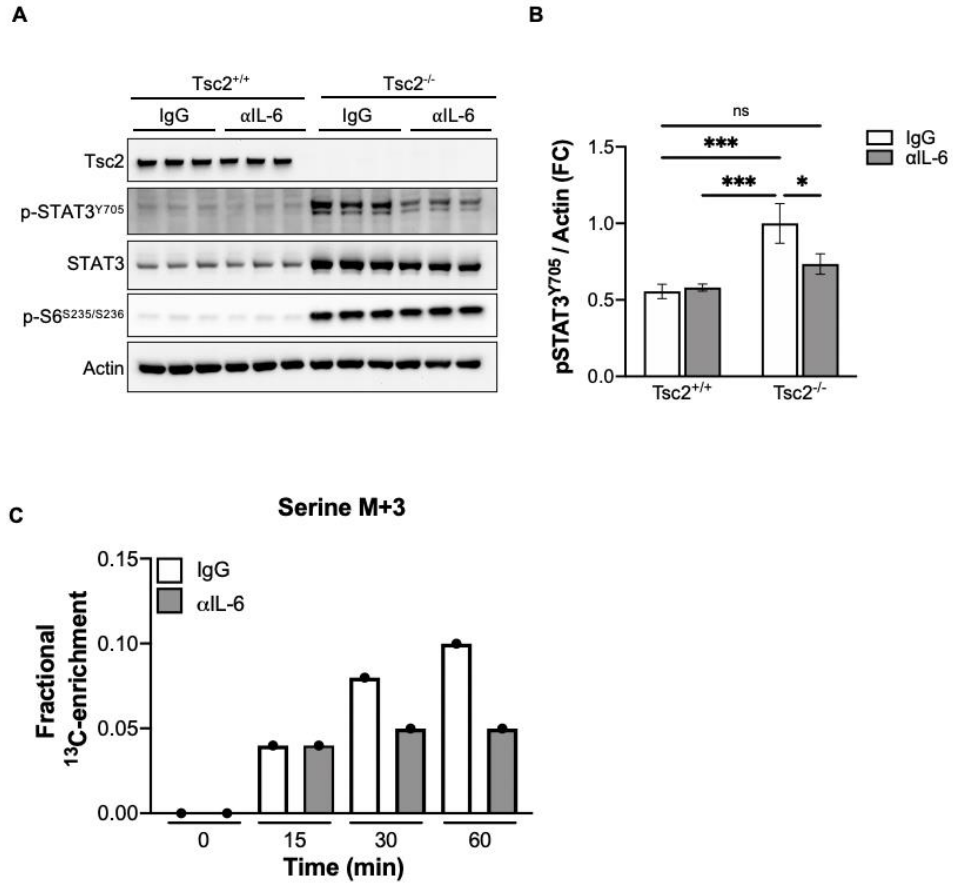 A
Tsc2+/+ Tsc2-/-
IgG αIL-6 IgG αIL-6
Tsc2
p-STAT3Y705
STAT3
p-S6S235/S236
Actin
B
ns
***
*** *
IgG
αIL-6
pSTAT3Y705 / Actin (FC)
1.5
1.0
0.5
0.0
Tsc2+/+ Tsc2-/-
C
Serine M+3
IgG
αIL-6
Fractional
13C-enrichment
0.15
0.10
0.05
0.00
0 15 30 60
Time (min)